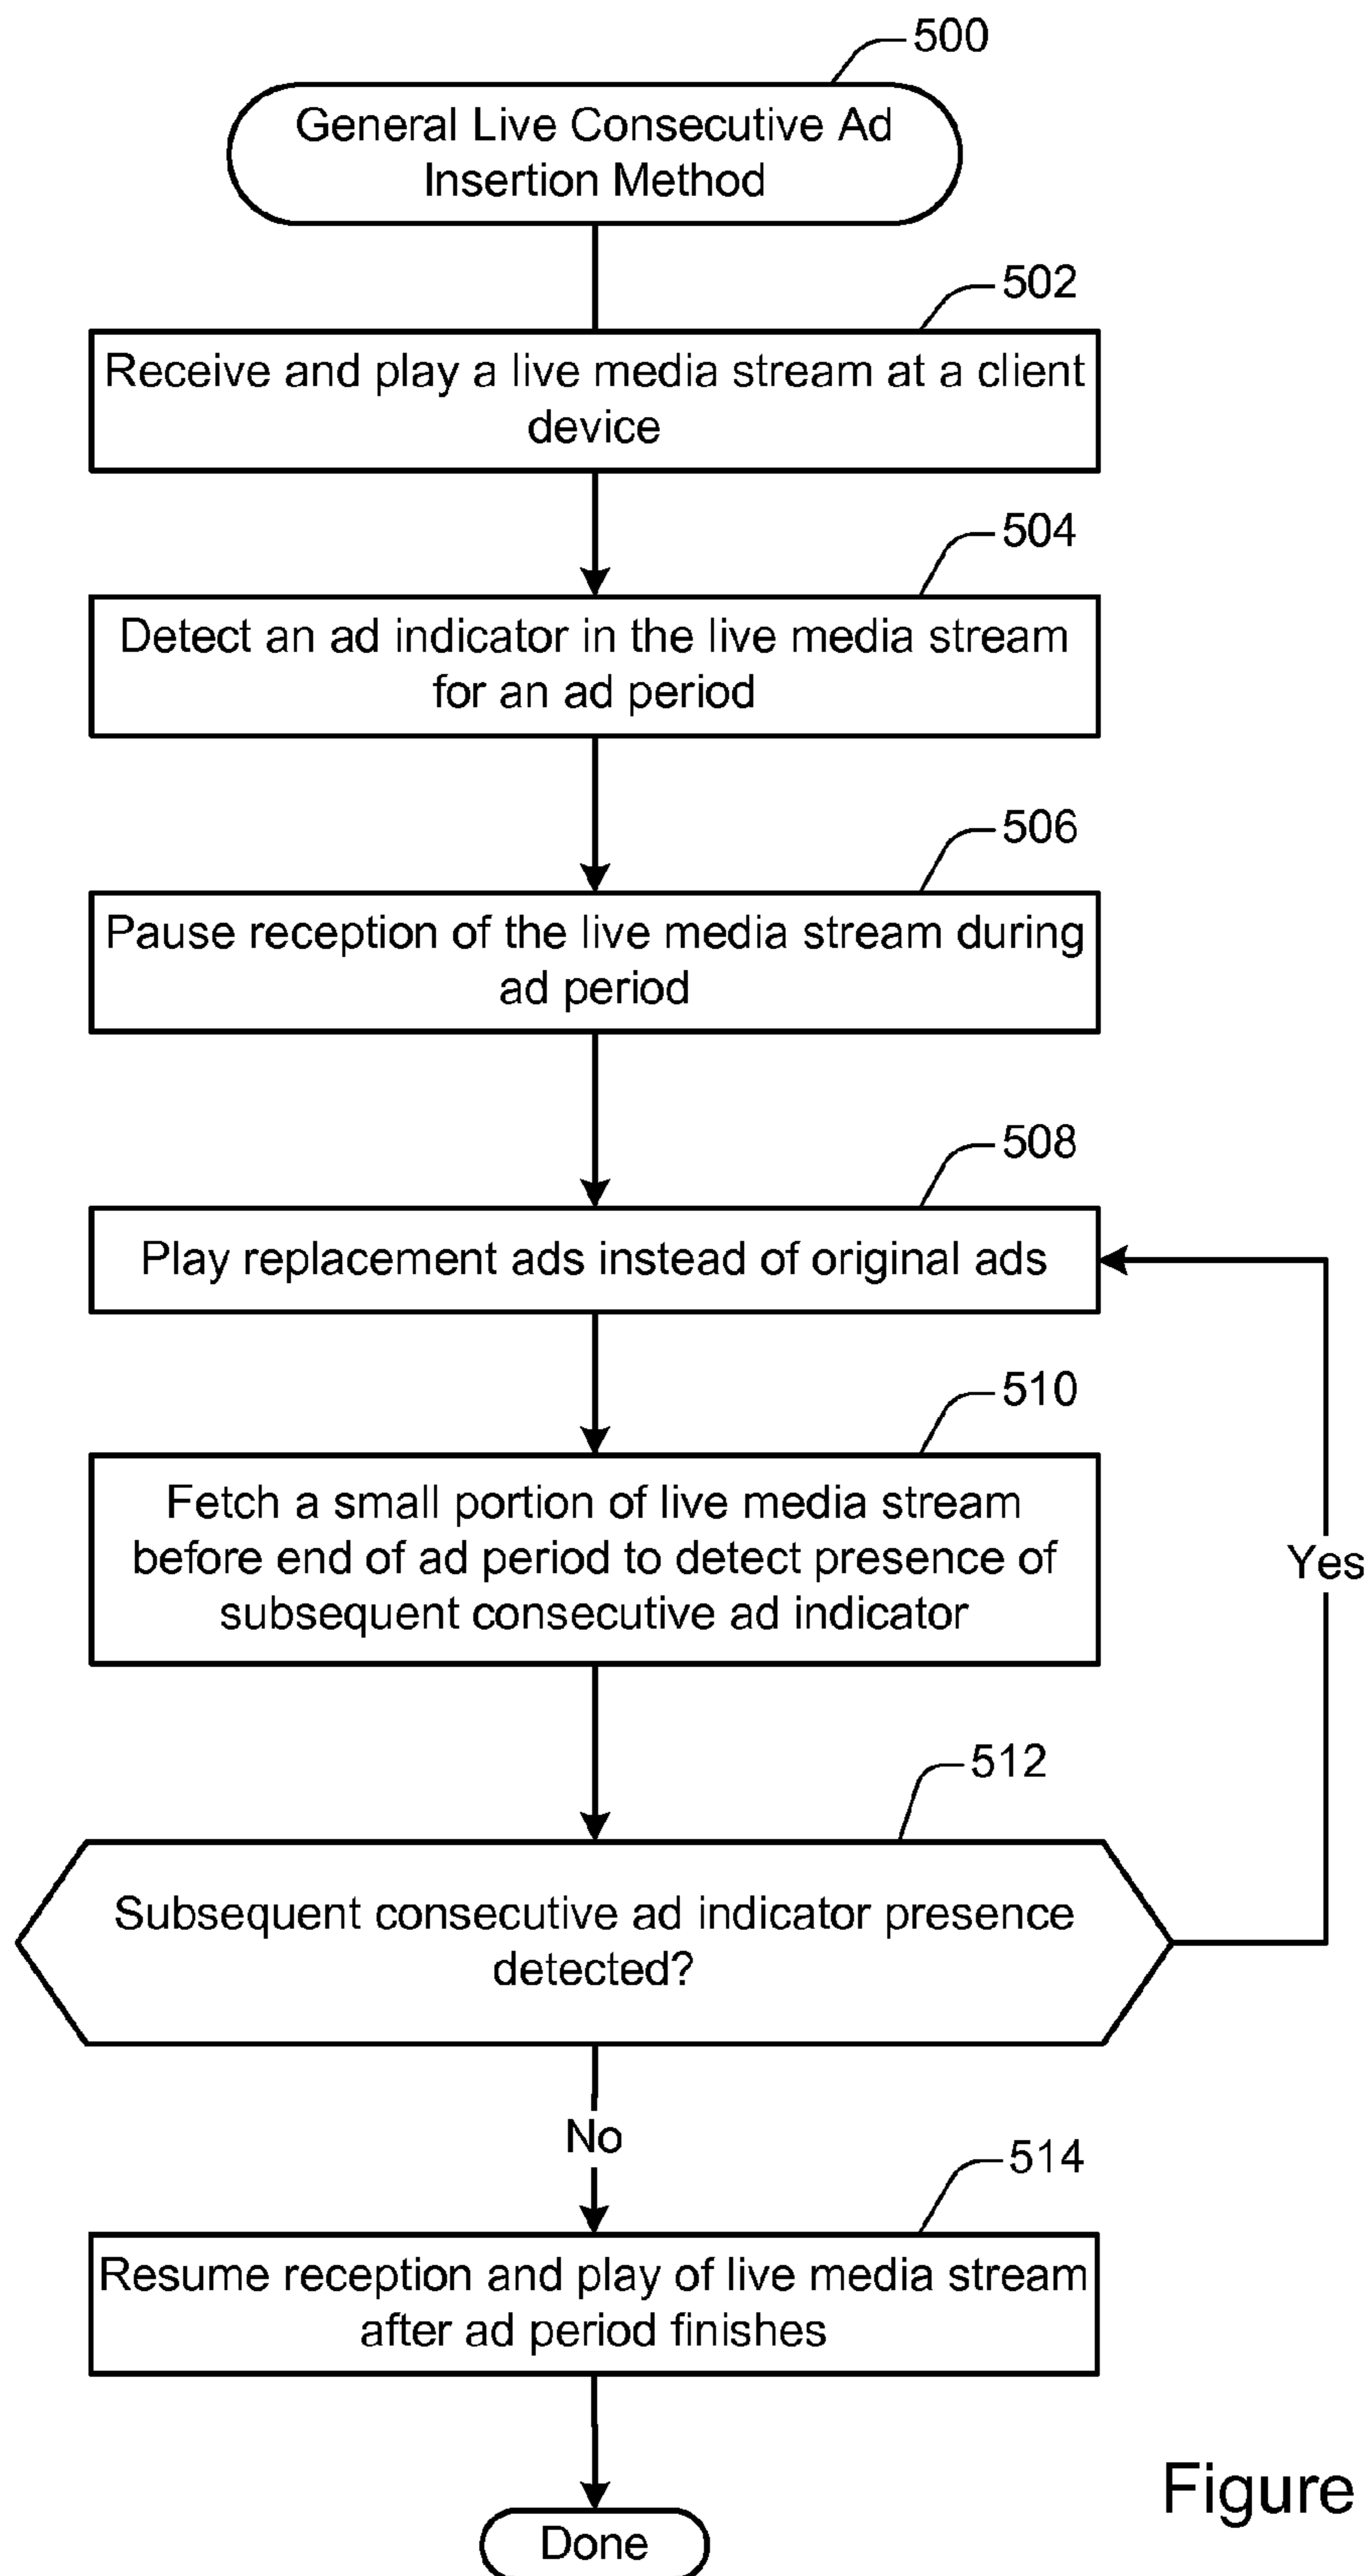 500
General Live Consecutive Ad
Insertion Method
502
Receive and play a live media stream at a client
device
504
Detect an ad indicator in the live media stream
for an ad period
506
Pause reception of the live media stream during
ad period
508
Play replacement ads instead of original ads
510
Fetch a small portion of live media stream
before end of ad period to detect presence of
subsequent consecutive ad indicator
Yes
512
Subsequent consecutive ad indicator presence
detected?
No
514
Resume reception and play of live media stream
after ad period finishes
Figure
Done